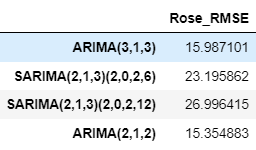 Rose_RMSE
ARIMA(3,1,3) 15.987101
SARIMA(2,1,3)(2,0,2,6) 23.195862
SARIMA(2,1,3)(2,0,2,12) 26.996415
ARIMA(2,1,2) 15.354883